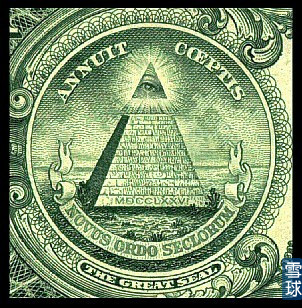 ANNUIT CŒPTIS
MDCCLXXVI
NOVUS ORDO SECLORUM
THE GREAT SEAL
雪
球